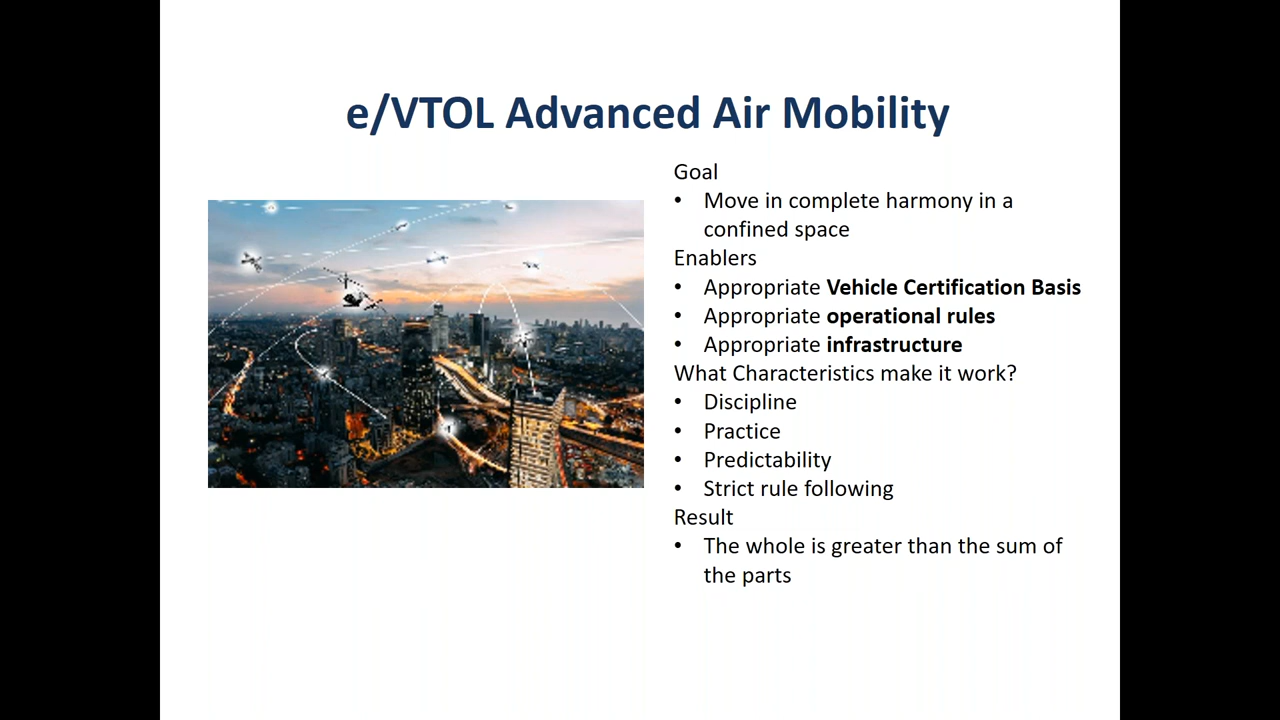 e/VTOL Advanced Air Mobility
Goal
• Move in complete harmony in a
confined space
Enablers
• Appropriate Vehicle Certification Basis
• Appropriate operational rules
• Appropriate infrastructure
What Characteristics make it work?
• Discipline
• Practice
• Predictability
• Strict rule following
Result
• The whole is greater than the sum of
the parts